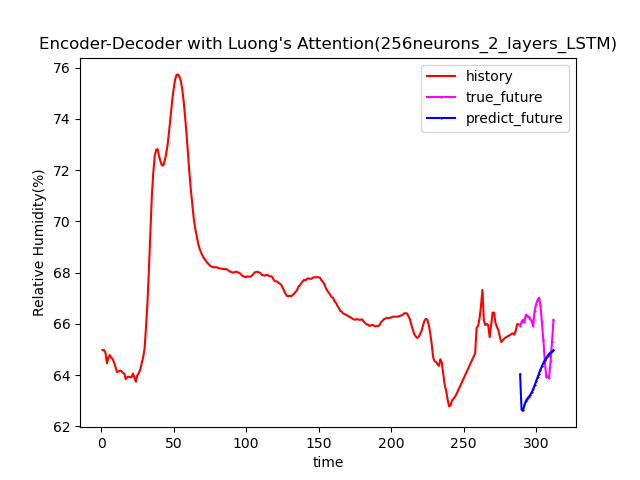 Encoder-Decoder with Luong's Attention(256neurons_2_layers_LSTM)
history
true_future
predict_future
Relative Humidity(%)
76
74
72
70
68
66
64
62
0 50 100 150 200 250 300
time